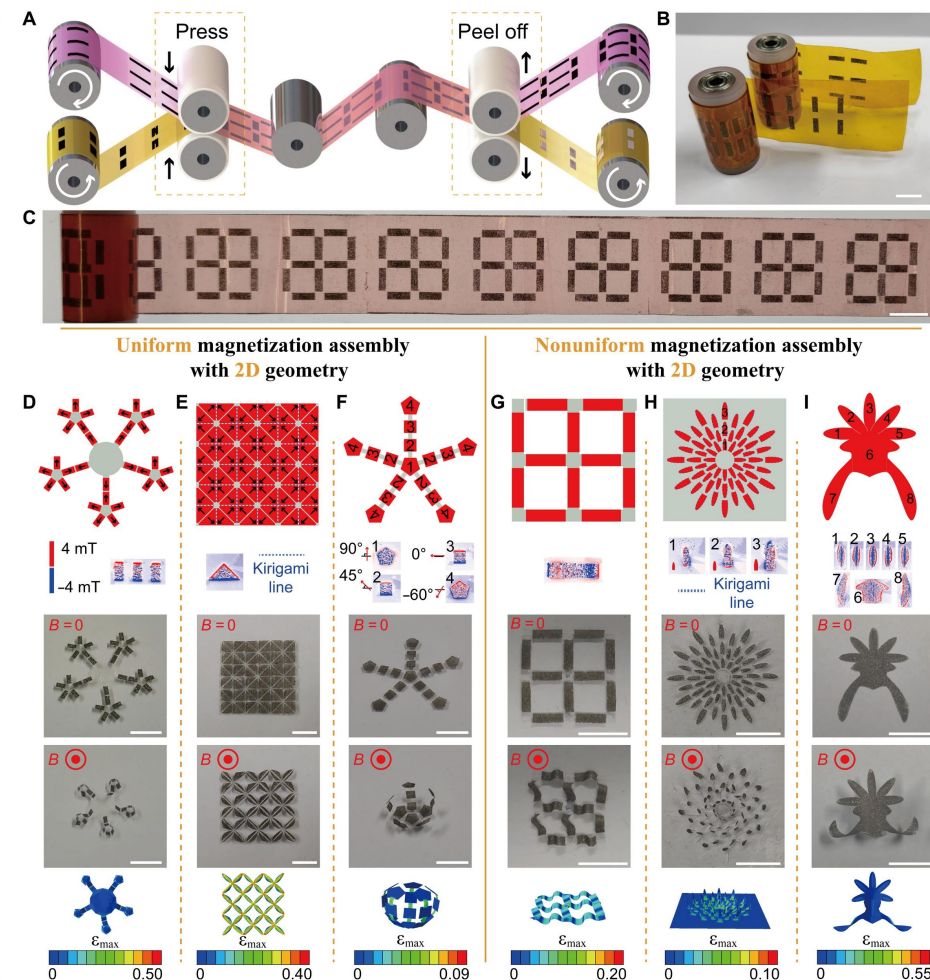 A
Press
Peel off
B
C
Uniform magnetization assembly
with 2D geometry
Nonuniform magnetization assembly
with 2D geometry
D
E
F
G
H
I
4
3
2
1
2
3
4
2
3
4
2
3
4
2
3
4
3
2
1
1
2
3
4
5
6
7
8
4 mT
−4 mT
Kirigami
line
90°
1
0°
3
45°
2
−60°
4
1
2
3
Kirigami
line
1
2
3
4
5
7
6
8
B = 0
B = 0
B = 0
B = 0
B = 0
B = 0
B
B
B
B
B
B
εmax
εmax
εmax
εmax
εmax
εmax
0
0.50
0
0.40
0
0.09
0
0.20
0
0.10
0
0.55